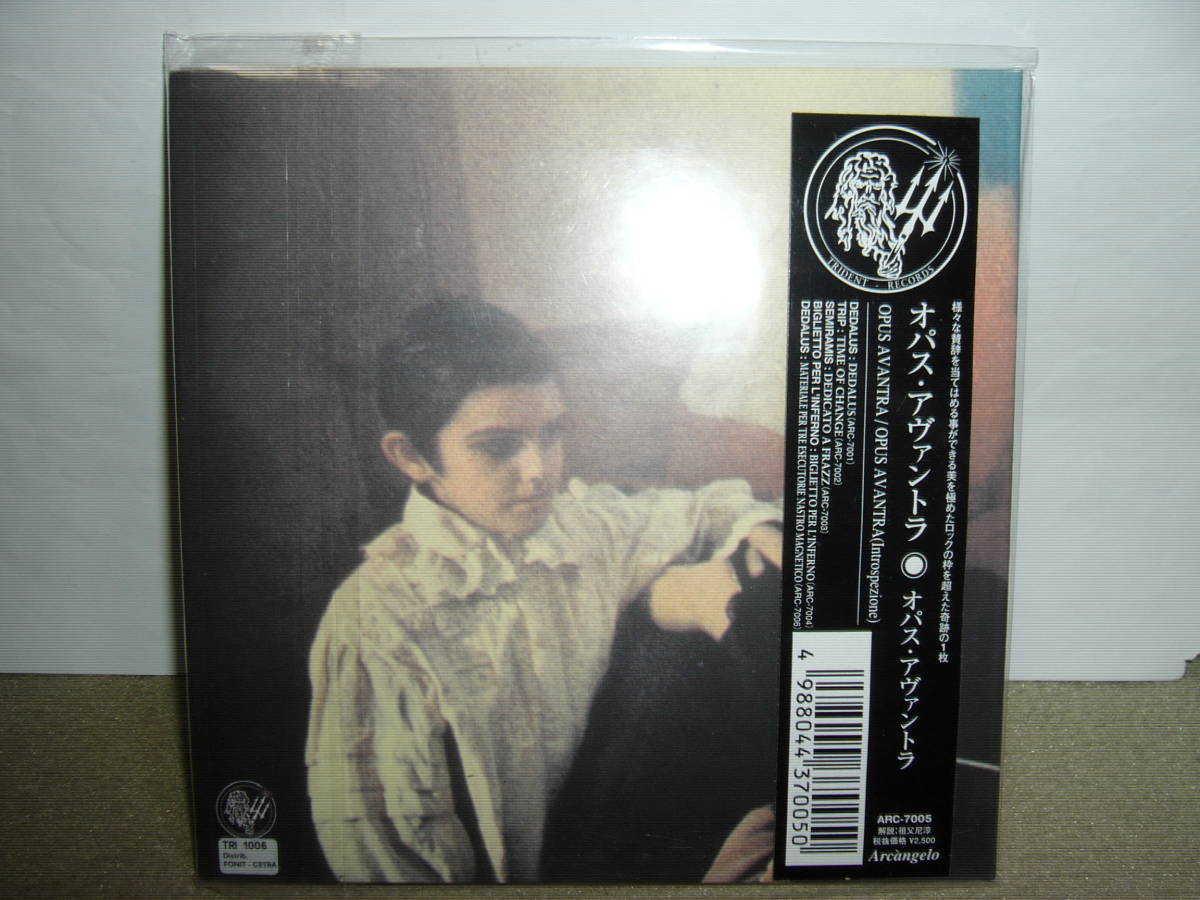 TRIDENT - RECORDS
様々な賛辞を当てはめる事ができる美を極めたロックの枠を超えた奇跡の1枚
オパス・アヴァントラ◉オパス・アヴァントラ
OPUS AVANTRA / OPUS AVANTRA(Introspezione)
DEDALUS : DEDALUS(ARC-7001)
TRIP : TIME OF CHANGE(ARC-7002)
SEMIRAMIS : DEDICATO A FRAZZ(ARC-7003)
BIGLIETTO PER L'INFERNO : BIGLIETTO PER L'INFERNO(ARC-7004)
DEDALUS : MATERIALE PER TRE ESECUTORIE NASTRO MAGNETICO(ARC-7006)
4 988044 370050
ARC-7005
解説:祖父尼淳
税抜価格 ¥2,500
Arcàngelo
TRI 1006
Distrib.
FONIT - CETRA